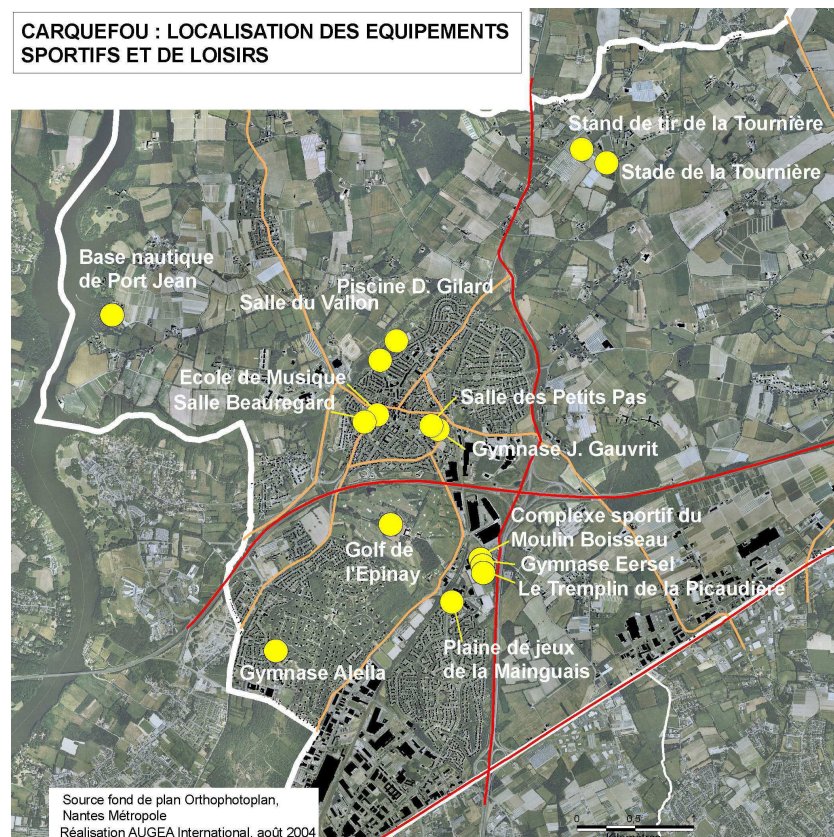 CARQUEFOU : LOCALISATION DES EQUIPEMENTS
SPORTIFS ET DE LOISIRS
Stand de tir de la Tournière
Stade de la Tournière
Base nautique
de Port Jean
Piscine D. Gilard
Salle du Vallon
Ecole de Musique
Salle Beauregard
Salle des Petits Pas
Gymnase J. Gauvrit
Complexe sportif du
Moulin Boisseau
Golf de
l'Epinay
Gymnase Eersel
Le Tremplin de la Picaudière
Plaine de jeux
de la Mainguais
Gymnase Alella
Source fond de plan Orthophotoplan,
Nantes Métropole
Réalisation AUGEA International, août 2004
0 0,5 1